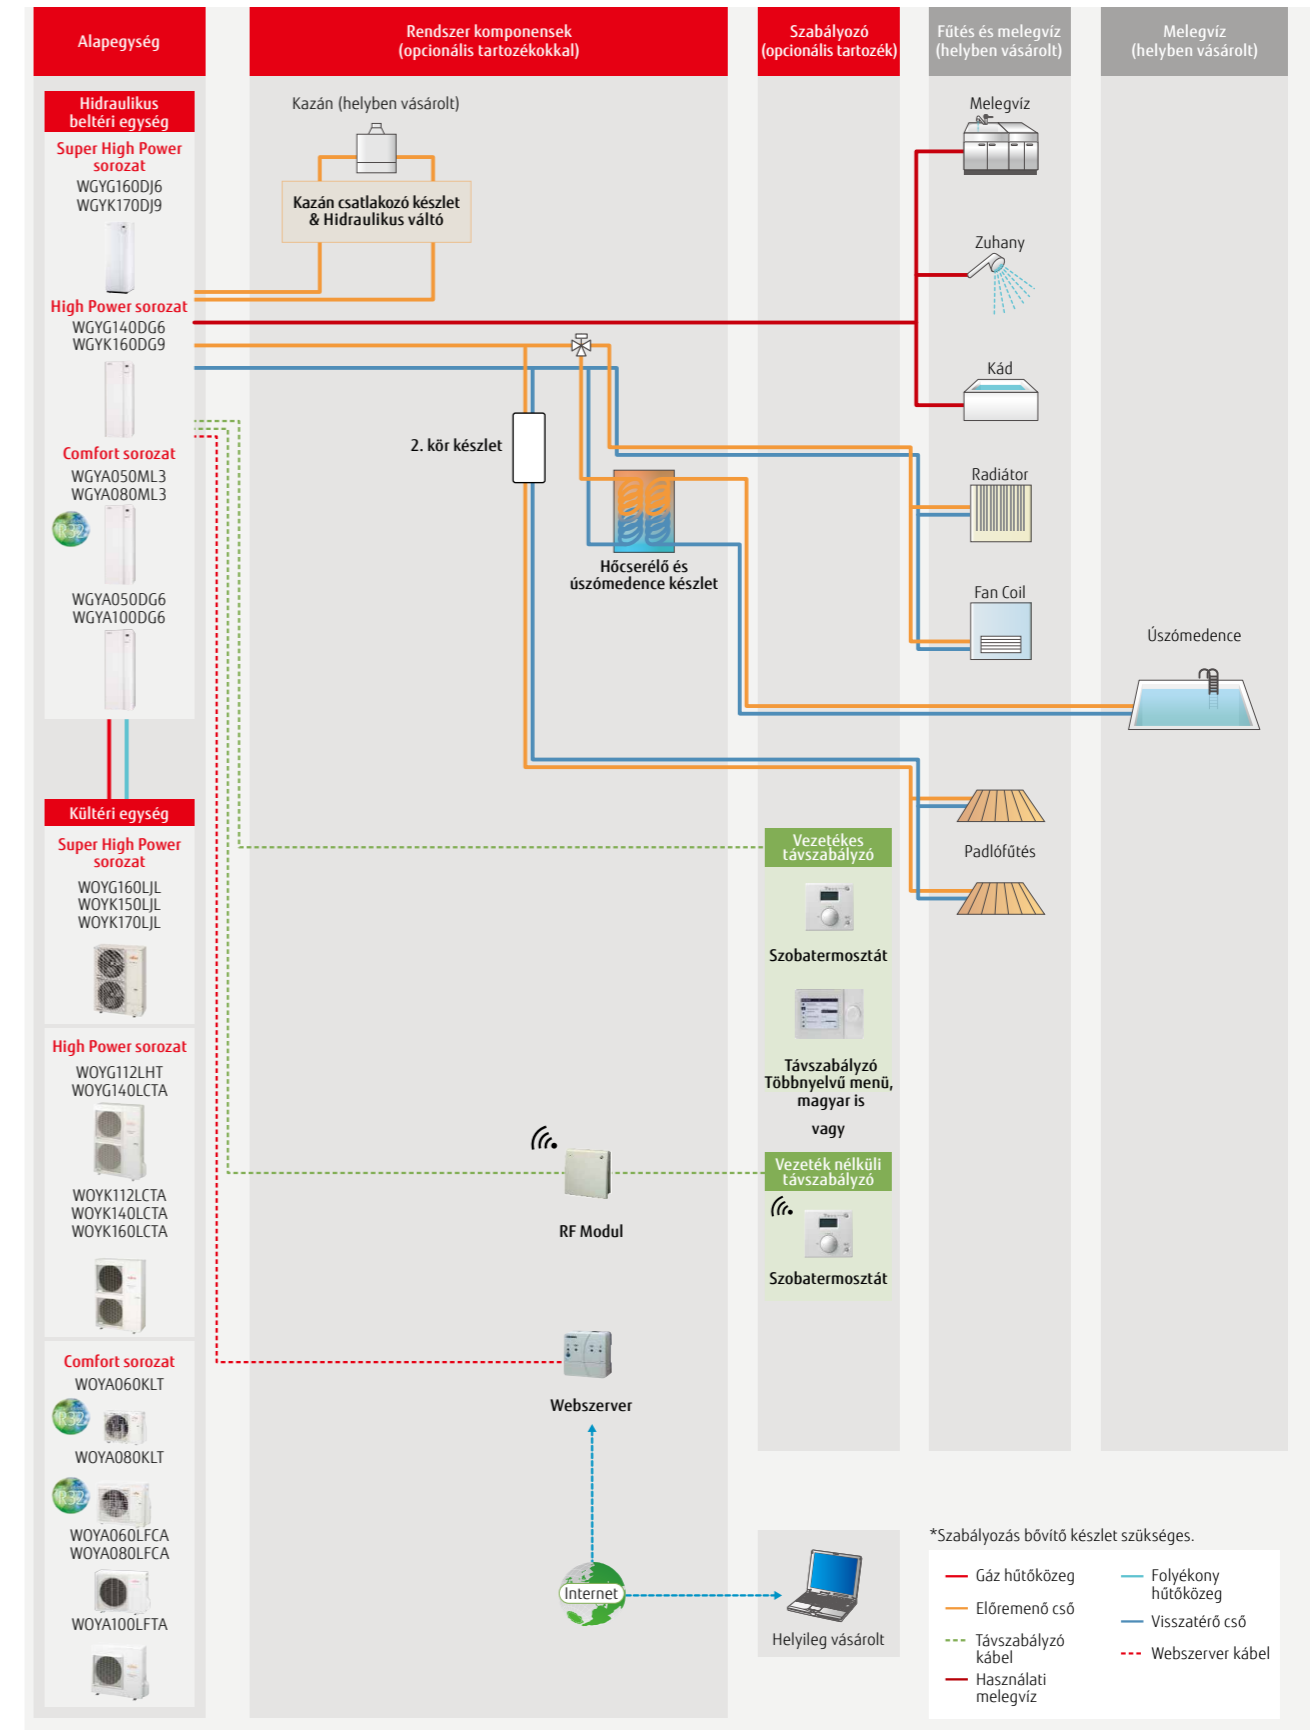 Alapegység
Rendszer komponensek
(opcionális tartozékokkal)
Szabályozó
(opcionális tartozék)
Fűtés és melegvíz
(helyben vásárolt)
Melegvíz
(helyben vásárolt)
Hidraulikus
beltéri egység
Super High Power
sorozat
WGYG160DJ6
WGYK170DJ9
High Power sorozat
WGYG140DG6
WGYK160DG9
Comfort sorozat
WGYA050ML3
WGYA080ML3
R32
WGYA050DG6
WGYA100DG6
Kültéri egység
Super High Power
sorozat
WOYG160LJL
WOYK150LJL
WOYK170LJL
High Power sorozat
WOYG112LHT
WOYG140LCTA
WOYK112LCTA
WOYK140LCTA
WOYK160LCTA
Comfort sorozat
WOYA060KLT
R32
WOYA080KLT
R32
WOYA060LFCA
WOYA080LFCA
WOYA100LFTA
Kazán (helyben vásárolt)
Kazán csatlakozó készlet
& Hidraulikus váltó
2. kör készlet
Hőcserélő és
úszómedence készlet
RF Modul
Webszerver
Internet
Vezetékes
távszabályzó
Szobatermosztát
Távszabályzó
Többnyelvű menü,
magyar is
vagy
Vezeték nélküli
távszabályzó
Szobatermosztát
Helyileg vásárolt
Melegvíz
Zuhany
Kád
Radiátor
Fan Coil
Padlófűtés
Úszómedence
*Szabályozás bővítő készlet szükséges.
Gáz hűtőközeg
Előremenő cső
Távszabályzó
kábel
Használati
melegvíz
Folyékony
hűtőközeg
Visszatérő cső
Webszerver kábel